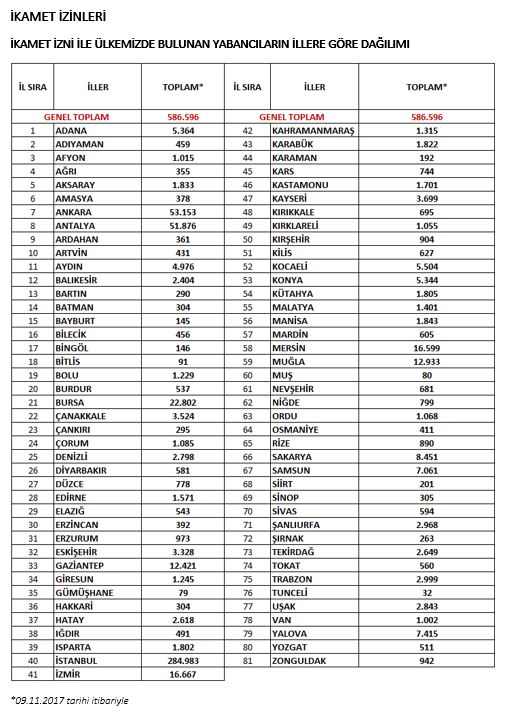 İKAMET İZİNLERİ
İKAMET İZNİ İLE ÜLKEMİZDE BULUNAN YABANCILARIN İLLERE GÖRE DAĞILIMI
İL SIRA İLLER TOPLAM* İL SIRA İLLER TOPLAM*
GENEL TOPLAM 586.596 GENEL TOPLAM 586.596
1 ADANA 5.364 42 KAHRAMANMARAŞ 1.315
2 ADIYAMAN 459 43 KARABÜK 1.822
3 AFYON 1.015 44 KARAMAN 192
4 AĞRI 355 45 KARS 744
5 AKSARAY 1.833 46 KASTAMONU 1.701
6 AMASYA 378 47 KAYSERİ 3.699
7 ANKARA 53.153 48 KIRIKKALE 695
8 ANTALYA 51.876 49 KIRKLARELİ 1.055
9 ARDAHAN 361 50 KIRŞEHİR 904
10 ARTVİN 431 51 KİLİS 627
11 AYDIN 4.976 52 KOCAELİ 5.504
12 BALIKESİR 2.404 53 KONYA 5.344
13 BARTIN 290 54 KÜTAHYA 1.805
14 BATMAN 304 55 MALATYA 1.401
15 BAYBURT 145 56 MANİSA 1.843
16 BİLECİK 456 57 MARDİN 605
17 BİNGÖL 146 58 MERSİN 16.599
18 BİTLİS 91 59 MUĞLA 12.933
19 BOLU 1.229 60 MUŞ 80
20 BURDUR 537 61 NEVŞEHİR 681
21 BURSA 22.802 62 NİĞDE 799
22 ÇANAKKALE 3.524 63 ORDU 1.068
23 ÇANKIRI 295 64 OSMANİYE 411
24 ÇORUM 1.085 65 RİZE 890
25 DENİZLİ 2.798 66 SAKARYA 8.451
26 DİYARBAKIR 581 67 SAMSUN 7.061
27 DÜZCE 778 68 SİİRT 201
28 EDİRNE 1.571 69 SİNOP 305
29 ELAZIĞ 543 70 SİVAS 594
30 ERZİNCAN 392 71 ŞANLIURFA 2.968
31 ERZURUM 973 72 ŞIRNAK 263
32 ESKİŞEHİR 3.328 73 TEKİRDAĞ 2.649
33 GAZİANTEP 12.421 74 TOKAT 560
34 GİRESUN 1.245 75 TRABZON 2.999
35 GÜMÜŞHANE 79 76 TUNCELİ 32
36 HAKKARİ 304 77 UŞAK 2.843
37 HATAY 2.618 78 VAN 1.002
38 IĞDIR 491 79 YALOVA 7.415
39 ISPARTA 1.802 80 YOZGAT 511
40 İSTANBUL 284.983 81 ZONGULDAK 942
41 İZMİR 16.667
*09.11.2017 tarihi itibariyle